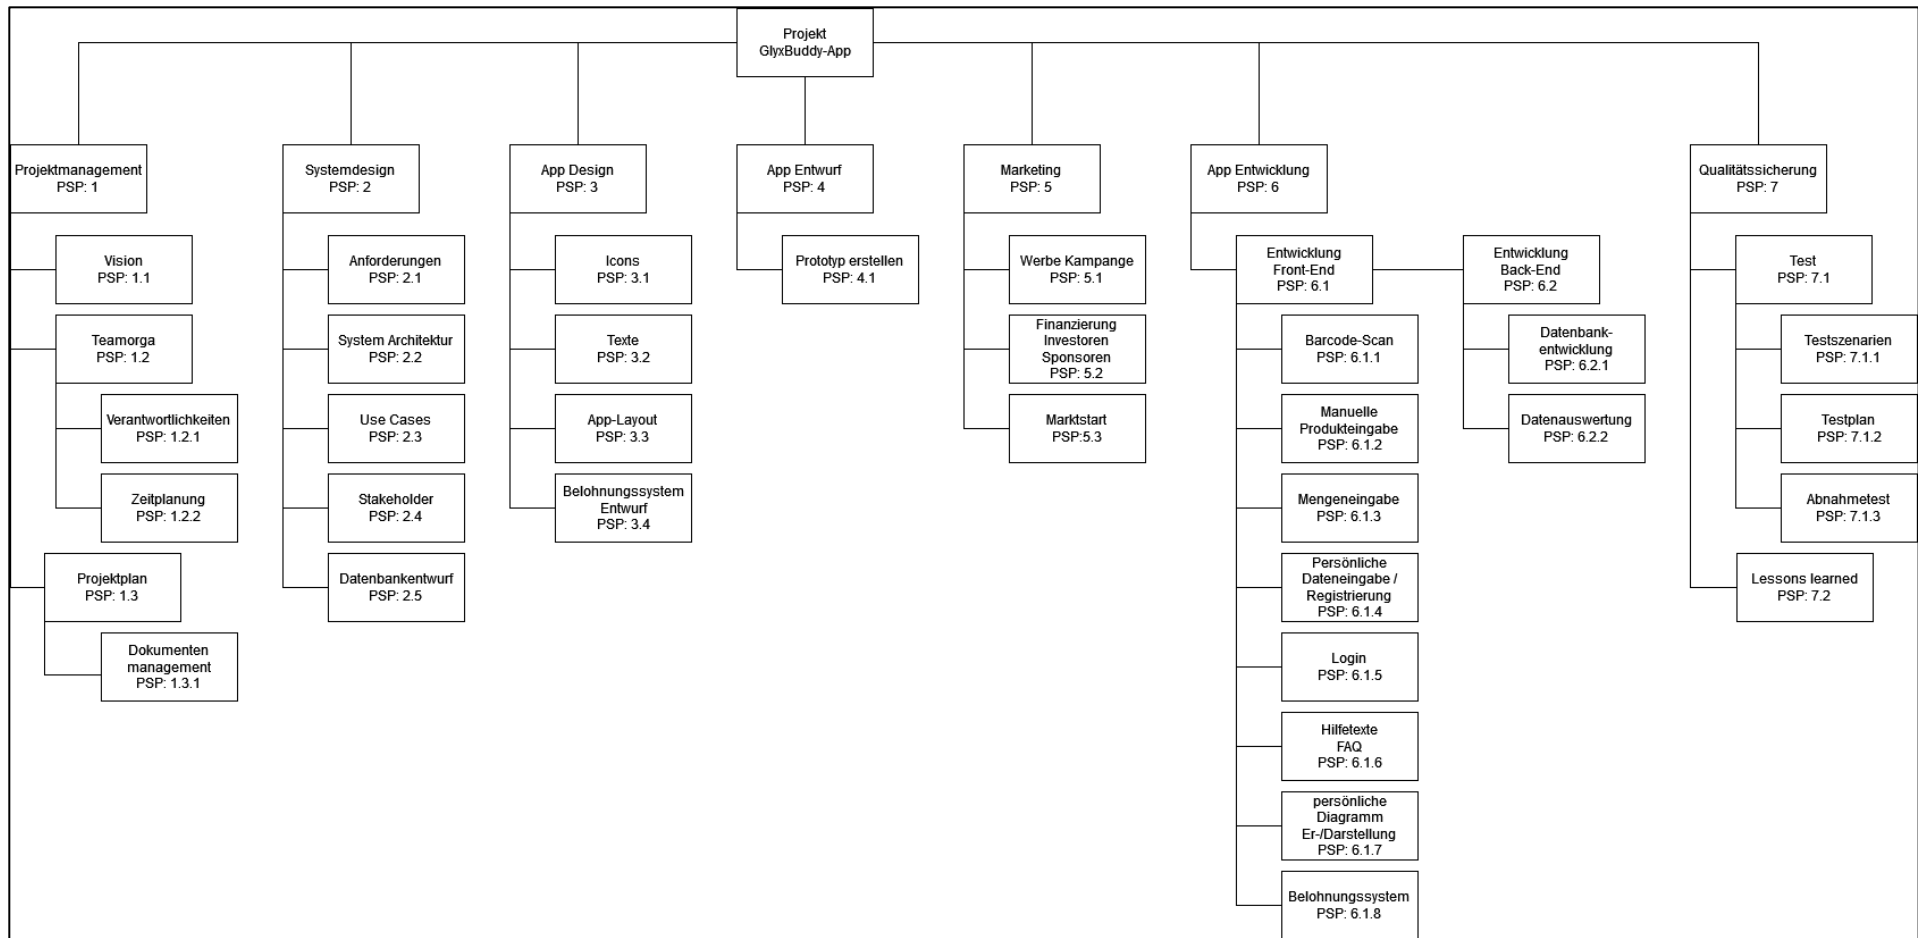 Projekt
GlyxBuddy-App
Projektmanagement
PSP: 1
Vision
PSP: 1.1
Teamorga
PSP: 1.2
Verantwortlichkeiten
PSP: 1.2.1
Zeitplanung
PSP: 1.2.2
Projektplan
PSP: 1.3
Dokumenten
management
PSP: 1.3.1
Systemdesign
PSP: 2
Anforderungen
PSP: 2.1
System Architektur
PSP: 2.2
Use Cases
PSP: 2.3
Stakeholder
PSP: 2.4
Datenbankentwurf
PSP: 2.5
App Design
PSP: 3
Icons
PSP: 3.1
Texte
PSP: 3.2
App-Layout
PSP: 3.3
Belohnungssystem
Entwurf
PSP: 3.4
App Entwurf
PSP: 4
Prototyp erstellen
PSP: 4.1
Marketing
PSP: 5
Werbe Kampange
PSP: 5.1
Finanzierung
Investoren
Sponsoren
PSP: 5.2
Marktstart
PSP:5.3
App Entwicklung
PSP: 6
Entwicklung
Front-End
PSP: 6.1
Barcode-Scan
PSP: 6.1.1
Manuelle
Produkteingabe
PSP: 6.1.2
Mengeneingabe
PSP: 6.1.3
Persönliche
Dateneingabe /
Registrierung
PSP: 6.1.4
Login
PSP: 6.1.5
Hilfetexte
FAQ
PSP: 6.1.6
persönliche
Diagramm
Er-/Darstellung
PSP: 6.1.7
Belohnungssystem
PSP: 6.1.8
Entwicklung
Back-End
PSP: 6.2
Datenbank-
entwicklung
PSP: 6.2.1
Datenauswertung
PSP: 6.2.2
Qualitätssicherung
PSP: 7
Test
PSP: 7.1
Testszenarien
PSP: 7.1.1
Testplan
PSP: 7.1.2
Abnahmetest
PSP: 7.1.3
Lessons learned
PSP: 7.2